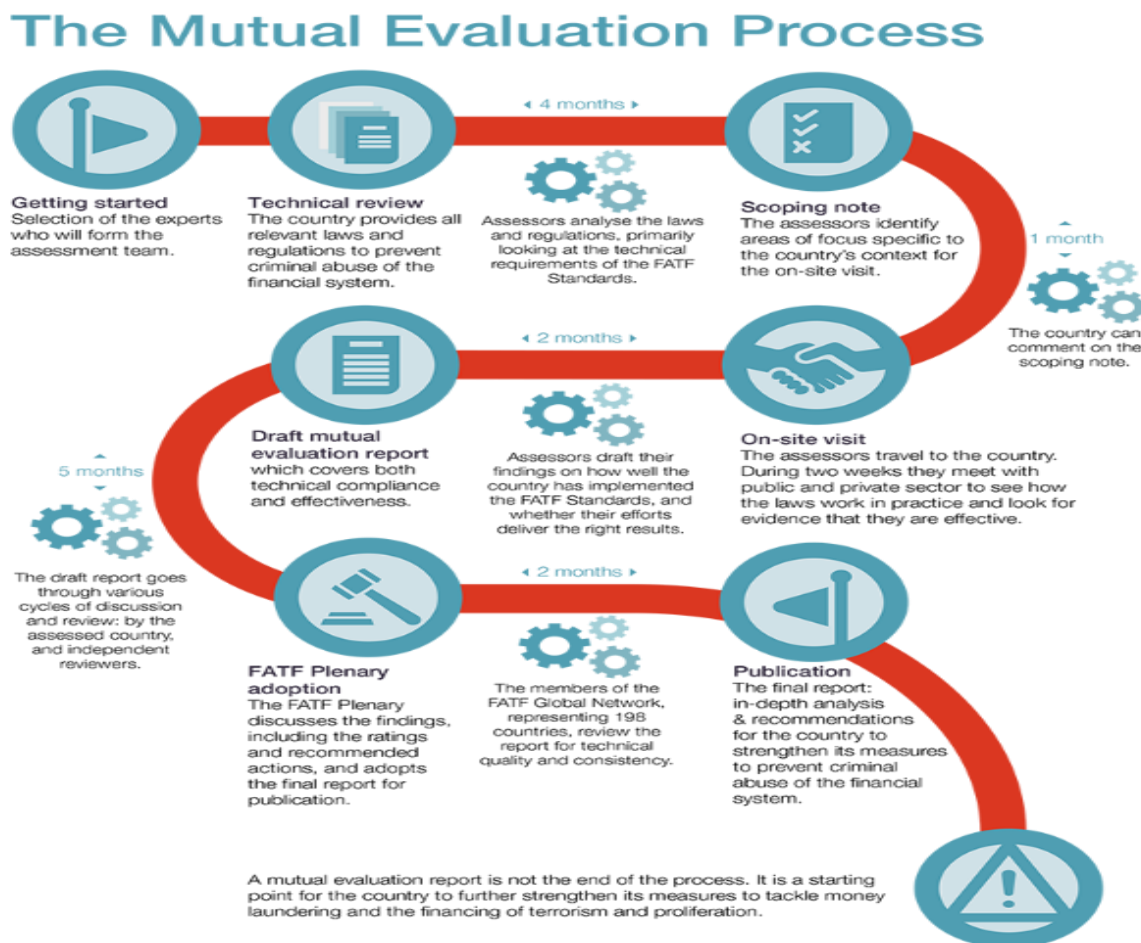 The Mutual Evaluation Process
Getting started
Selection of the experts
who will form the
assessment team.
Technical review
The country provides all
relevant laws and
regulations to prevent
criminal abuse of the
financial system.
4 months
Assessors analyse the laws
and regulations, primarily
looking at the technical
requirements of the FATF
Standards.
Scoping note
The assessors identify
areas of focus specific to
the country's context for
the on-site visit.
1 month
The country can
comment on the
scoping note.
On-site visit
The assessors travel to the country.
During two weeks they meet with
public and private sector to see how
the laws work in practice and look for
evidence that they are effective.
2 months
Assessors draft their
findings on how well the
country has implemented
the FATF Standards, and
whether their efforts
deliver the right results.
Draft mutual
evaluation report
which covers both
technical compliance
and effectiveness.
5 months
The draft report goes
through various
cycles of discussion
and review: by the
assessed country,
and independent
reviewers.
FATF Plenary
adoption
The FATF Plenary
discusses the findings,
including the ratings
and recommended
actions, and adopts
the final report for
publication.
2 months
The members of the
FATF Global Network,
representing 198
countries, review the
report for technical
quality and consistency.
Publication
The final report:
in-depth analysis
& recommendations
for the country to
strengthen its measures
to prevent criminal
abuse of the financial
system.
A mutual evaluation report is not the end of the process. It is a starting
point for the country to further strengthen its measures to tackle money
laundering and the financing of terrorism and proliferation.